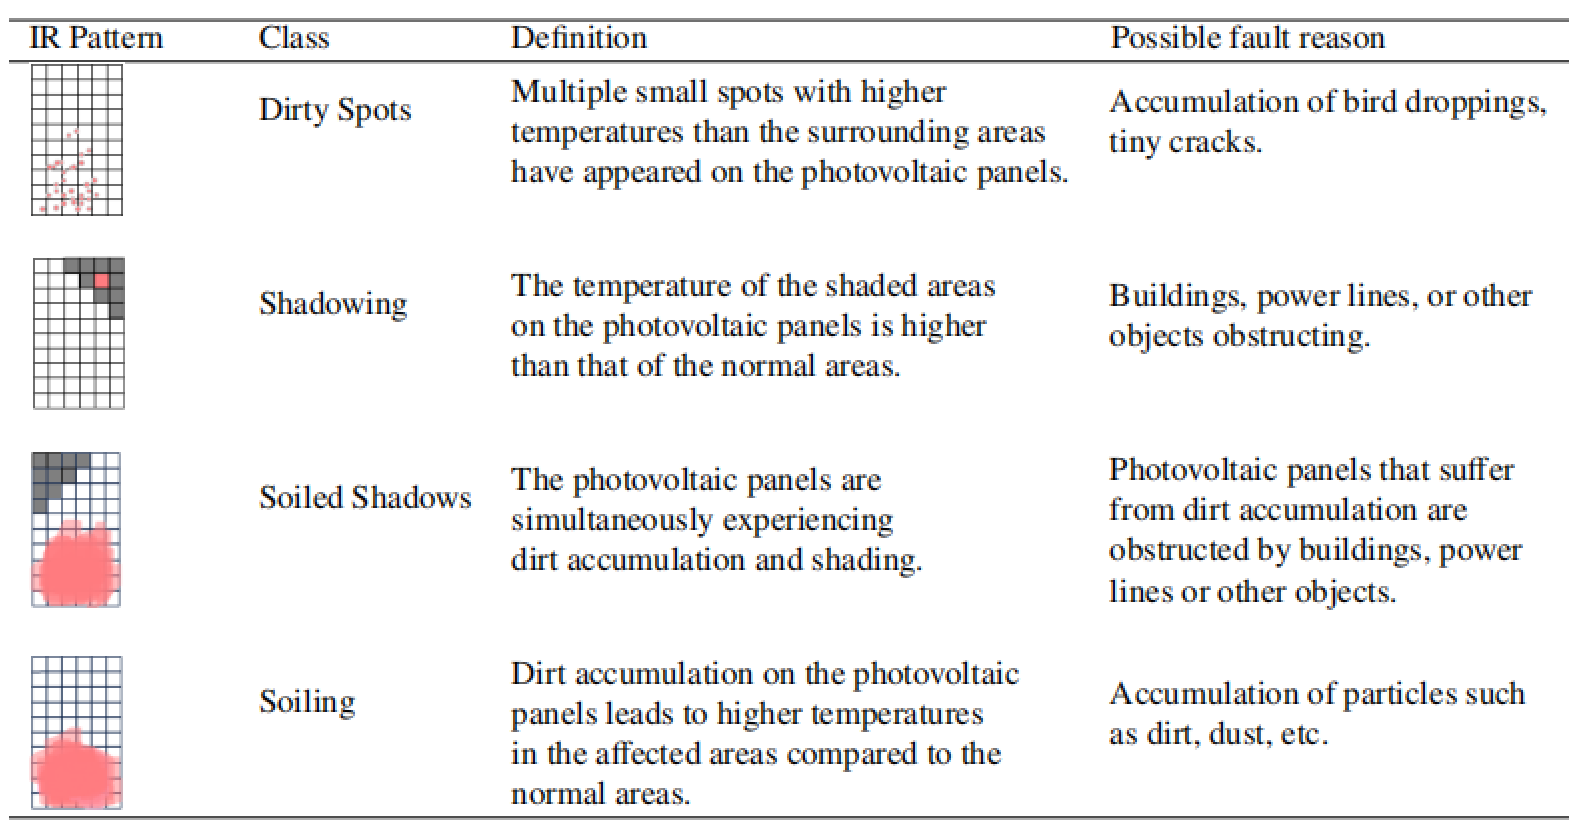 IR Pattern Class Definition Possible fault reason
Dirty Spots
Multiple small spots with higher
temperatures than the surrounding areas
have appeared on the photovoltaic panels.
Accumulation of bird droppings,
tiny cracks.
Shadowing
The temperature of the shaded areas
on the photovoltaic panels is higher
than that of the normal areas.
Buildings, power lines, or other
objects obstructing.
Soiled Shadows
The photovoltaic panels are
simultaneously experiencing
dirt accumulation and shading.
Photovoltaic panels that suffer
from dirt accumulation are
obstructed by buildings, power
lines or other objects.
Soiling
Dirt accumulation on the photovoltaic
panels leads to higher temperatures
in the affected areas compared to the
normal areas.
Accumulation of particles such
as dirt, dust, etc.